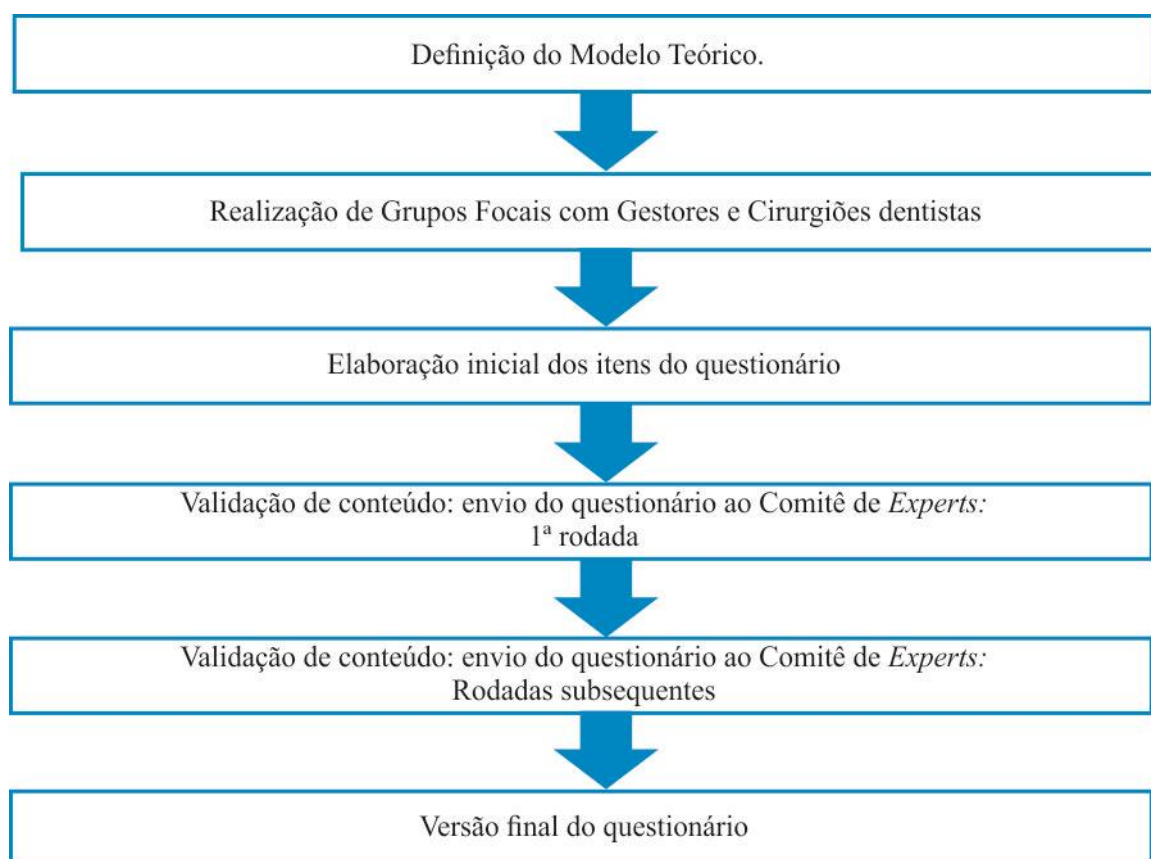 Definição do Modelo Teórico.
Realização de Grupos Focais com Gestores e Cirurgiões dentistas
Elaboração inicial dos itens do questionário
Validação de conteúdo: envio do questionário ao Comitê de Experts:
1ª rodada
Validação de conteúdo: envio do questionário ao Comitê de Experts:
Rodadas subsequentes
Versão final do questionário